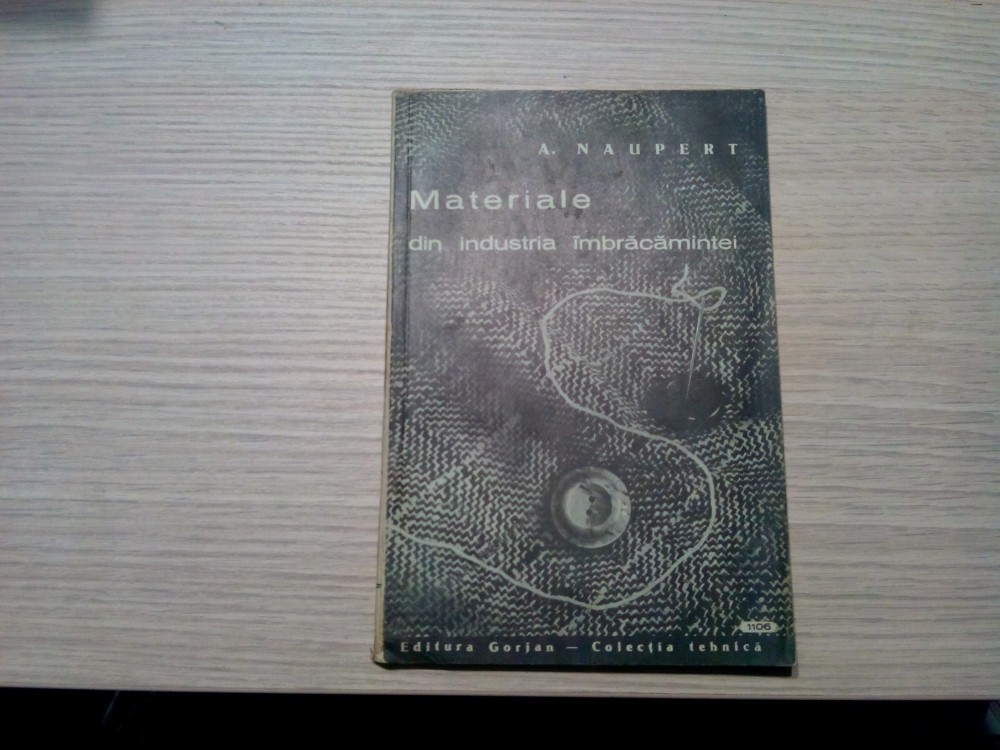 A. NAUPERT
Materiale
din industria îmbrăcămintei
1106
Editura Gorjan — Colecția tehnică